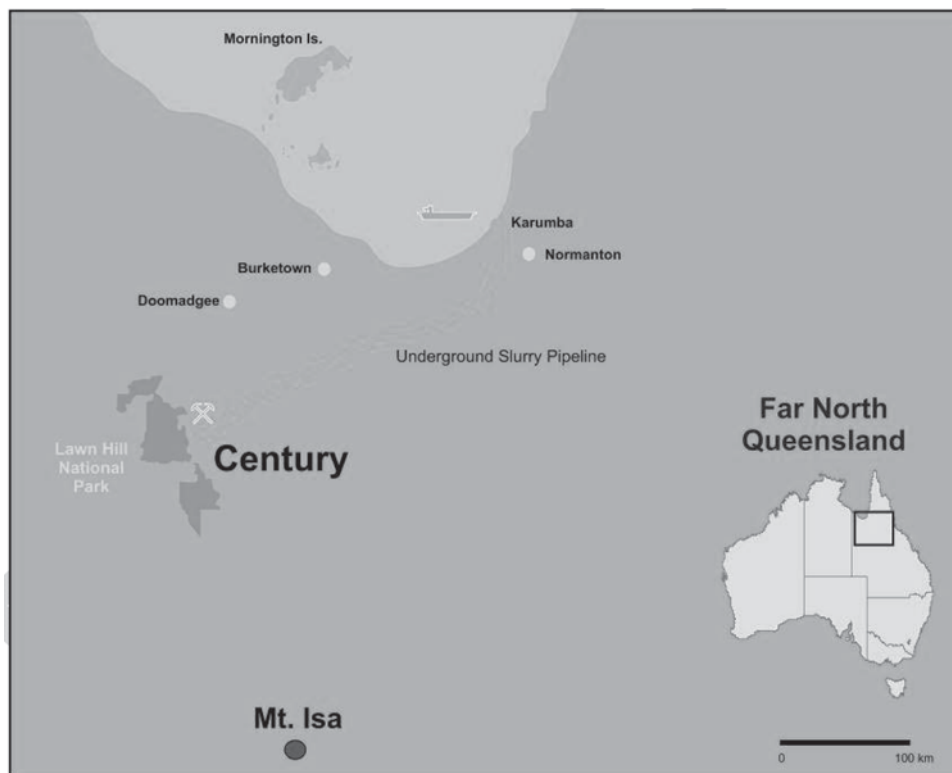 Mornington Is.
Karumba
Normanton
Burketown
Doomadgee
Underground Slurry Pipeline
Lawn Hill
National
Park
Century
Far North
Queensland
Mt. Isa
0 100 km